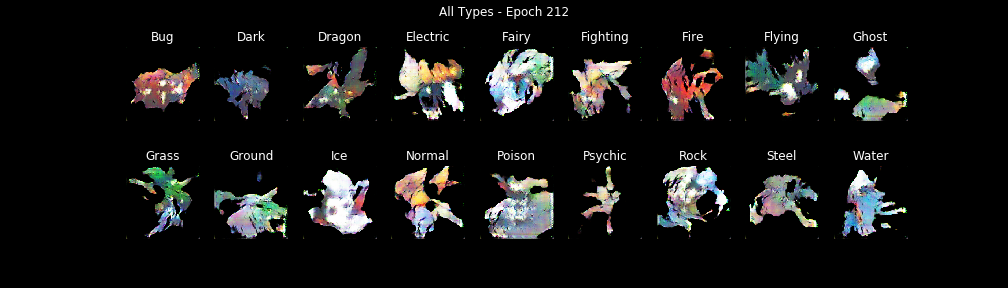 All Types - Epoch 212
Bug Dark Dragon Electric Fairy Fighting Fire Flying Ghost
Grass Ground Ice Normal Poison Psychic Rock Steel Water